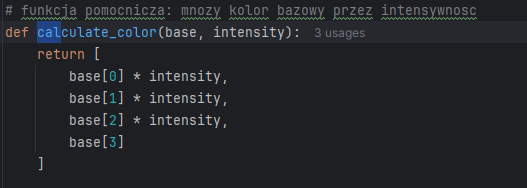 # funkcja pomocnicza: mnozy kolor bazowy przez intensywnosc
def calculate_color(base, intensity): 3 usages
    return [
        base[0] * intensity,
        base[1] * intensity,
        base[2] * intensity,
        base[3]
    ]